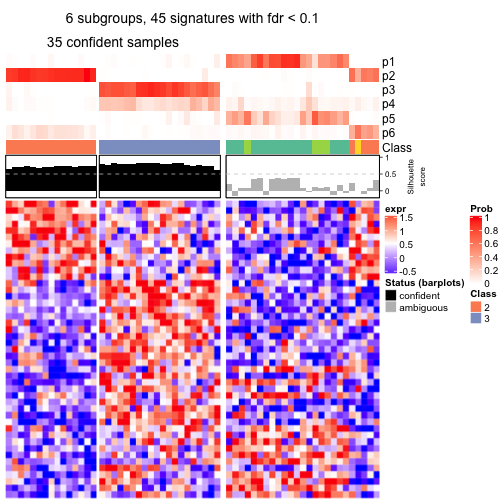 6 subgroups, 45 signatures with fdr < 0.1
35 confident samples
p1
p2
p3
p4
p5
p6
Class
1
0.5
0
Silhouette
score
expr
1.5
1
0.5
0
-0.5
Status (barplots)
confident
ambiguous
Prob
1
0.8
0.6
0.4
0.2
0
Class
2
3